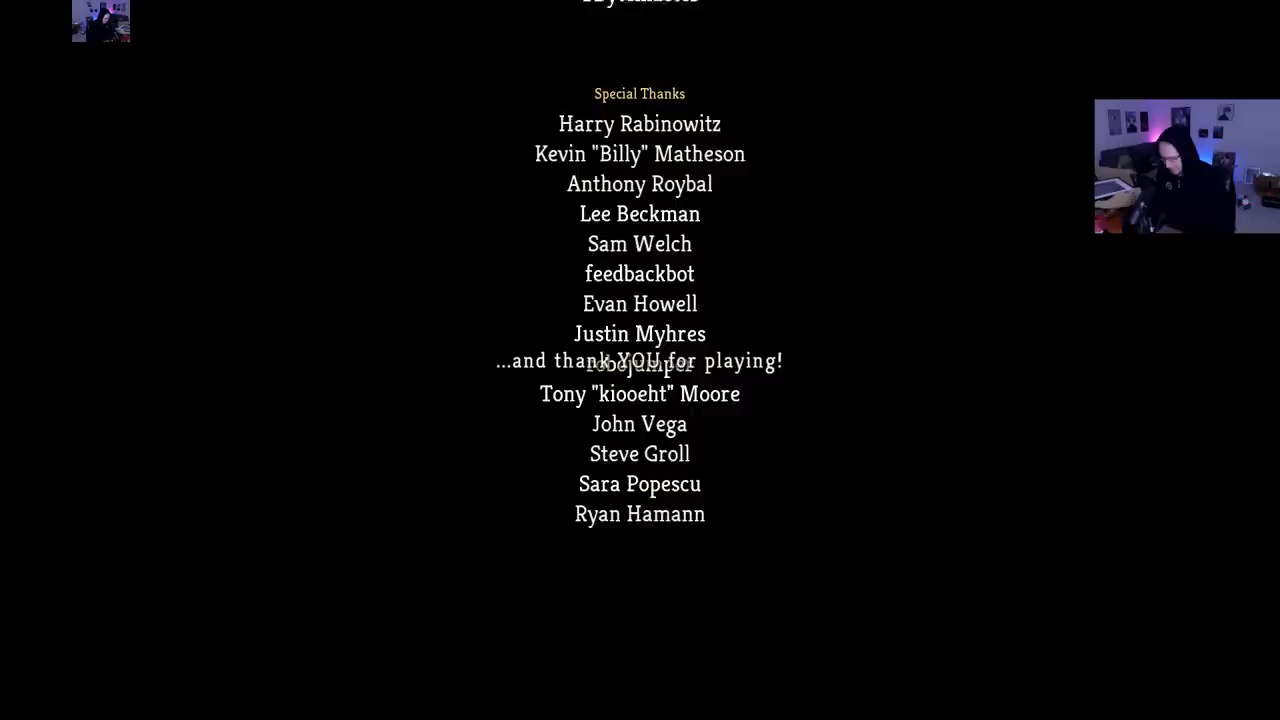 Special Thanks
Harry Rabinowitz
Kevin "Billy" Matheson
Anthony Roybal
Lee Beckman
Sam Welch
feedbackbot
Evan Howell
Justin Myhres
...and thank YOU for playing!
robojumper
Tony "kiooeht" Moore
John Vega
Steve Groll
Sara Popescu
Ryan Hamann